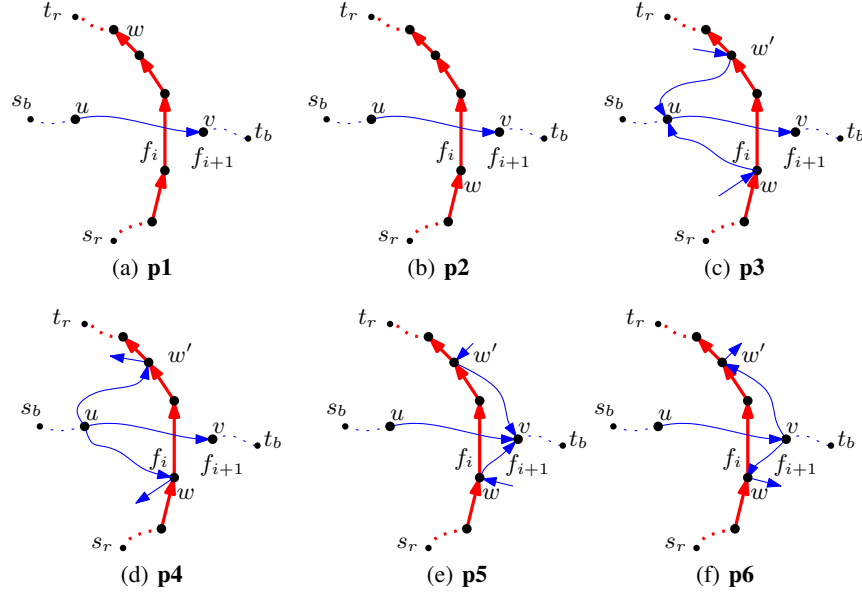 t_r w
s_b u v t_b
f_i f_{i+1}
s_r
(a) p1
t_r
s_b u v t_b
f_i f_{i+1}
w
s_r
(b) p2
t_r w′
s_b u v t_b
f_i f_{i+1}
w
s_r
(c) p3
t_r w′
s_b u v t_b
f_i f_{i+1}
w
s_r
(d) p4
t_r w′
s_b u v t_b
f_i f_{i+1}
w
s_r
(e) p5
t_r w′
s_b u v t_b
f_i f_{i+1}
w
s_r
(f) p6